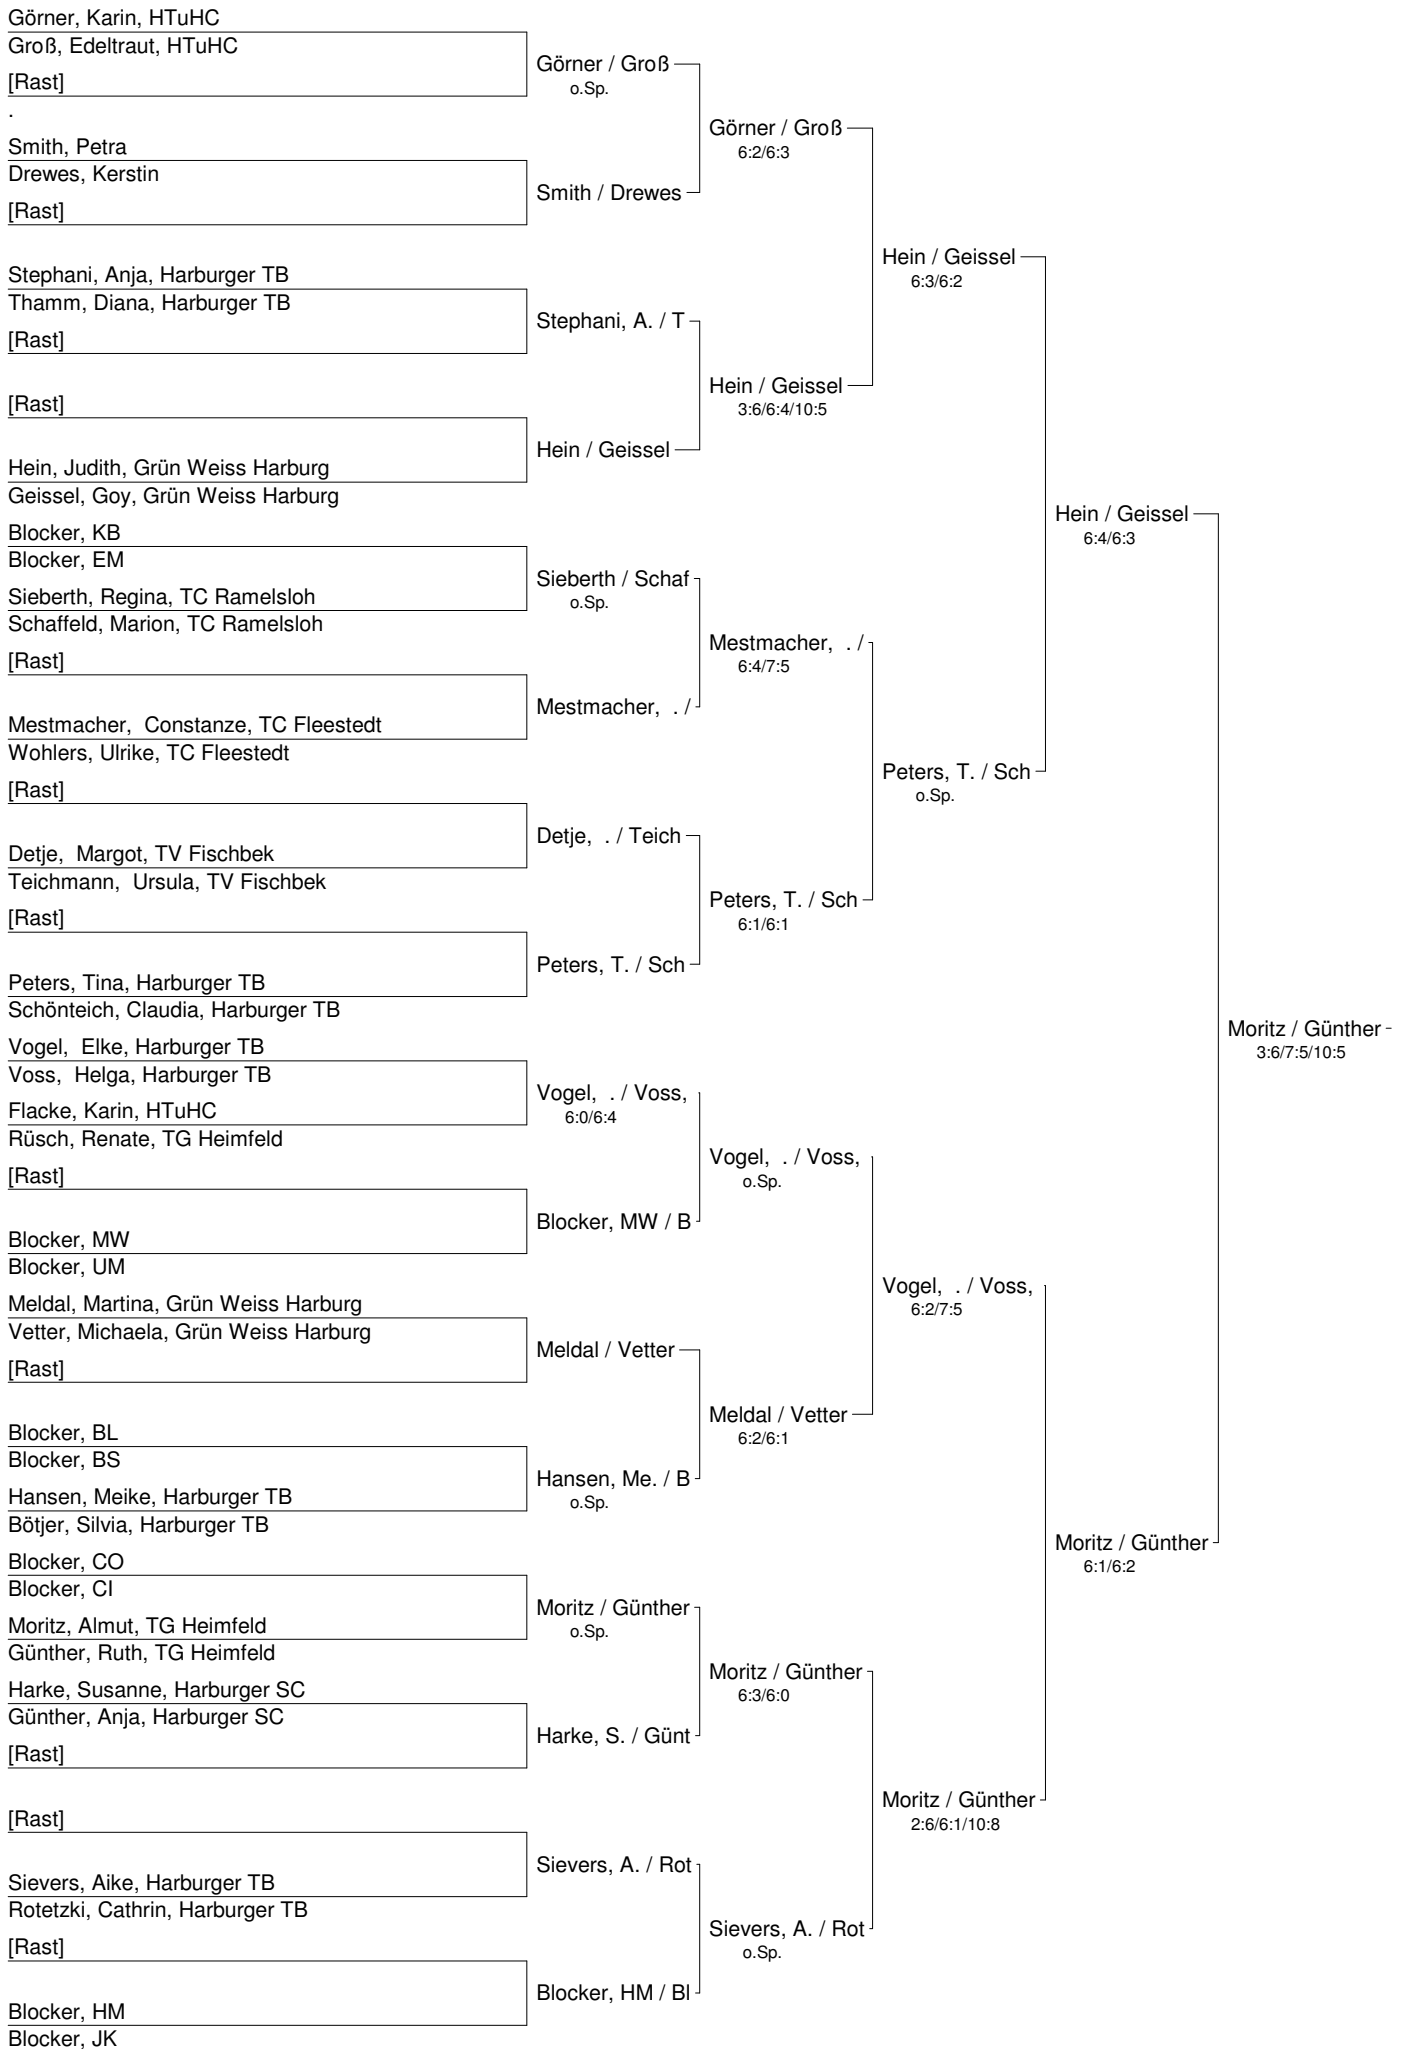 Görner, Karin, HTuHC
Groß, Edeltraut, HTuHC
[Rast]
.
Smith, Petra
Drewes, Kerstin
[Rast]
Stephani, Anja, Harburger TB
Thamm, Diana, Harburger TB
[Rast]
[Rast]
Hein, Judith, Grün Weiss Harburg
Geissel, Goy, Grün Weiss Harburg
Blocker, KB
Blocker, EM
Sieberth, Regina, TC Ramelsloh
Schaffeld, Marion, TC Ramelsloh
[Rast]
Mestmacher,  Constanze, TC Fleestedt
Wohlers, Ulrike, TC Fleestedt
[Rast]
Detje,  Margot, TV Fischbek
Teichmann,  Ursula, TV Fischbek
[Rast]
Peters, Tina, Harburger TB
Schönteich, Claudia, Harburger TB
Vogel,  Elke, Harburger TB
Voss,  Helga, Harburger TB
Flacke, Karin, HTuHC
Rüsch, Renate, TG Heimfeld
[Rast]
Blocker, MW
Blocker, UM
Meldal, Martina, Grün Weiss Harburg
Vetter, Michaela, Grün Weiss Harburg
[Rast]
Blocker, BL
Blocker, BS
Hansen, Meike, Harburger TB
Bötjer, Silvia, Harburger TB
Blocker, CO
Blocker, CI
Moritz, Almut, TG Heimfeld
Günther, Ruth, TG Heimfeld
Harke, Susanne, Harburger SC
Günther, Anja, Harburger SC
[Rast]
[Rast]
Sievers, Aike, Harburger TB
Rotetzki, Cathrin, Harburger TB
[Rast]
Blocker, HM
Blocker, JK
Görner / Groß
o.Sp.
Smith / Drewes
Stephani, A. / T
Hein / Geissel
Sieberth / Schaf
o.Sp.
Mestmacher,  . /
Detje,  . / Teich
Peters, T. / Sch
Vogel,  . / Voss,
6:0/6:4
Blocker, MW / B
Meldal / Vetter
Hansen, Me. / B
o.Sp.
Moritz / Günther
o.Sp.
Harke, S. / Günt
Sievers, A. / Rot
Blocker, HM / Bl
Görner / Groß
6:2/6:3
Hein / Geissel
3:6/6:4/10:5
Mestmacher,  . /
6:4/7:5
Peters, T. / Sch
6:1/6:1
Vogel,  . / Voss,
o.Sp.
Meldal / Vetter
6:2/6:1
Moritz / Günther
6:3/6:0
Sievers, A. / Rot
o.Sp.
Hein / Geissel
6:3/6:2
Peters, T. / Sch
o.Sp.
Vogel,  . / Voss,
6:2/7:5
Moritz / Günther
2:6/6:1/10:8
Hein / Geissel
6:4/6:3
Moritz / Günther
6:1/6:2
Moritz / Günther
3:6/7:5/10:5